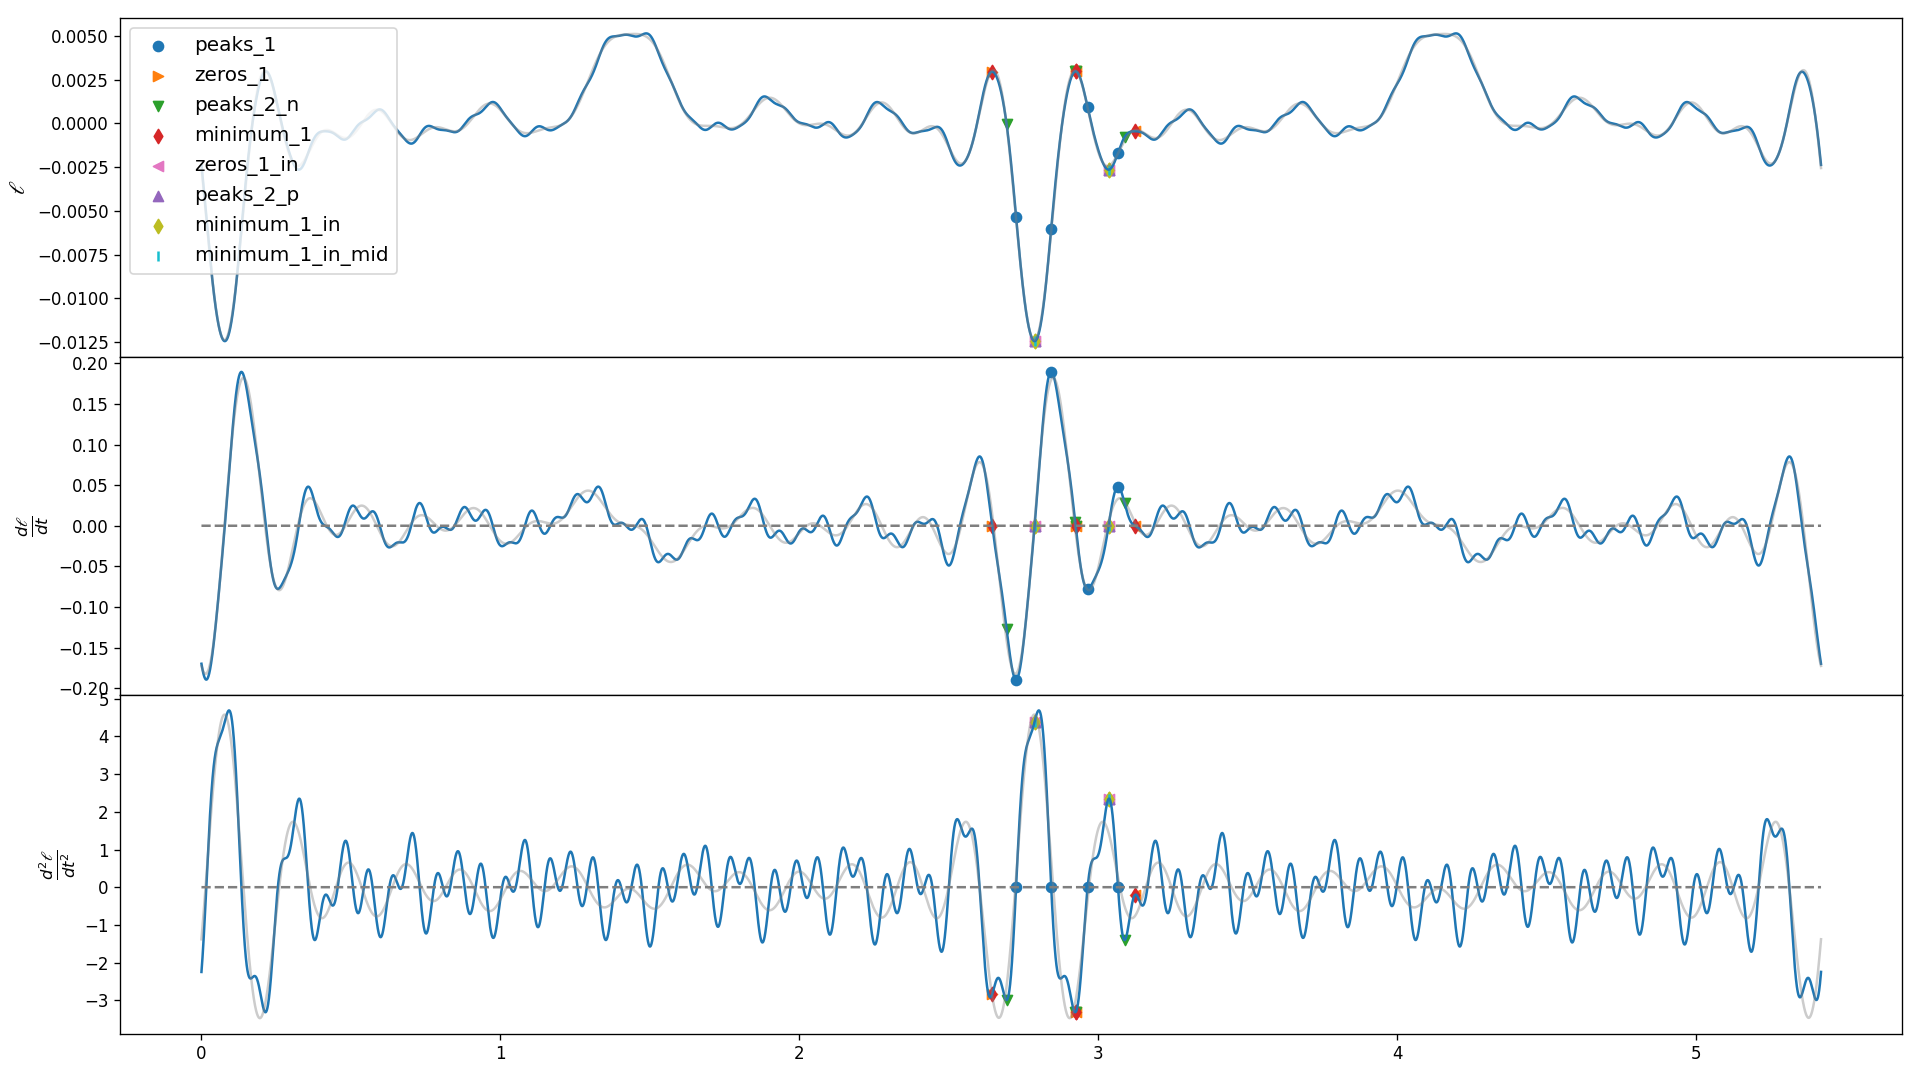 0.0050
0.0025
0.0000
−0.0025
−0.0050
−0.0075
−0.0100
−0.0125
ℓ
peaks_1
zeros_1
peaks_2_n
minimum_1
zeros_1_in
peaks_2_p
minimum_1_in
minimum_1_in_mid
0.20
0.15
0.10
0.05
0.00
−0.05
−0.10
−0.15
−0.20
dℓ
dt
5
4
3
2
1
0
−1
−2
−3
d²ℓ
dt²
0 1 2 3 4 5